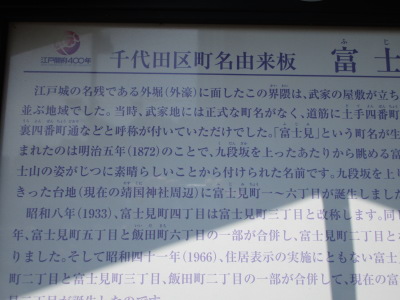 江戸開府400年
千代田区町名由来板 富士
江戸城の名残である外堀(外濠)に面したこの界隈は、武家の屋敷が立ち
並ぶ地域でした。当時、武家地には正式な町名がなく、道筋に土手四番町
裏四番町通などと呼称が付いていただけでした。「富士見」という町名が生
まれたのは明治五年(1872)のことで、九段坂を上ったあたりから眺める富
士山の姿がじつに素晴らしいことから付けられた名前です。九段坂を上り
きった台地(現在の靖国神社周辺)に富士見町一〜六丁目が誕生しました
昭和八年(1933)、富士見町四丁目は富士見町三丁目と改称します。同
年、富士見町五丁目と飯田町六丁目の一部が合併し、富士見町二丁目とな
りました。そして昭和四十一年(1966)、住居表示の実施にともない富士
町二丁目と富士見町三丁目、飯田町二丁目の一部が合併して、現在の富
二丁目が誕生したのです